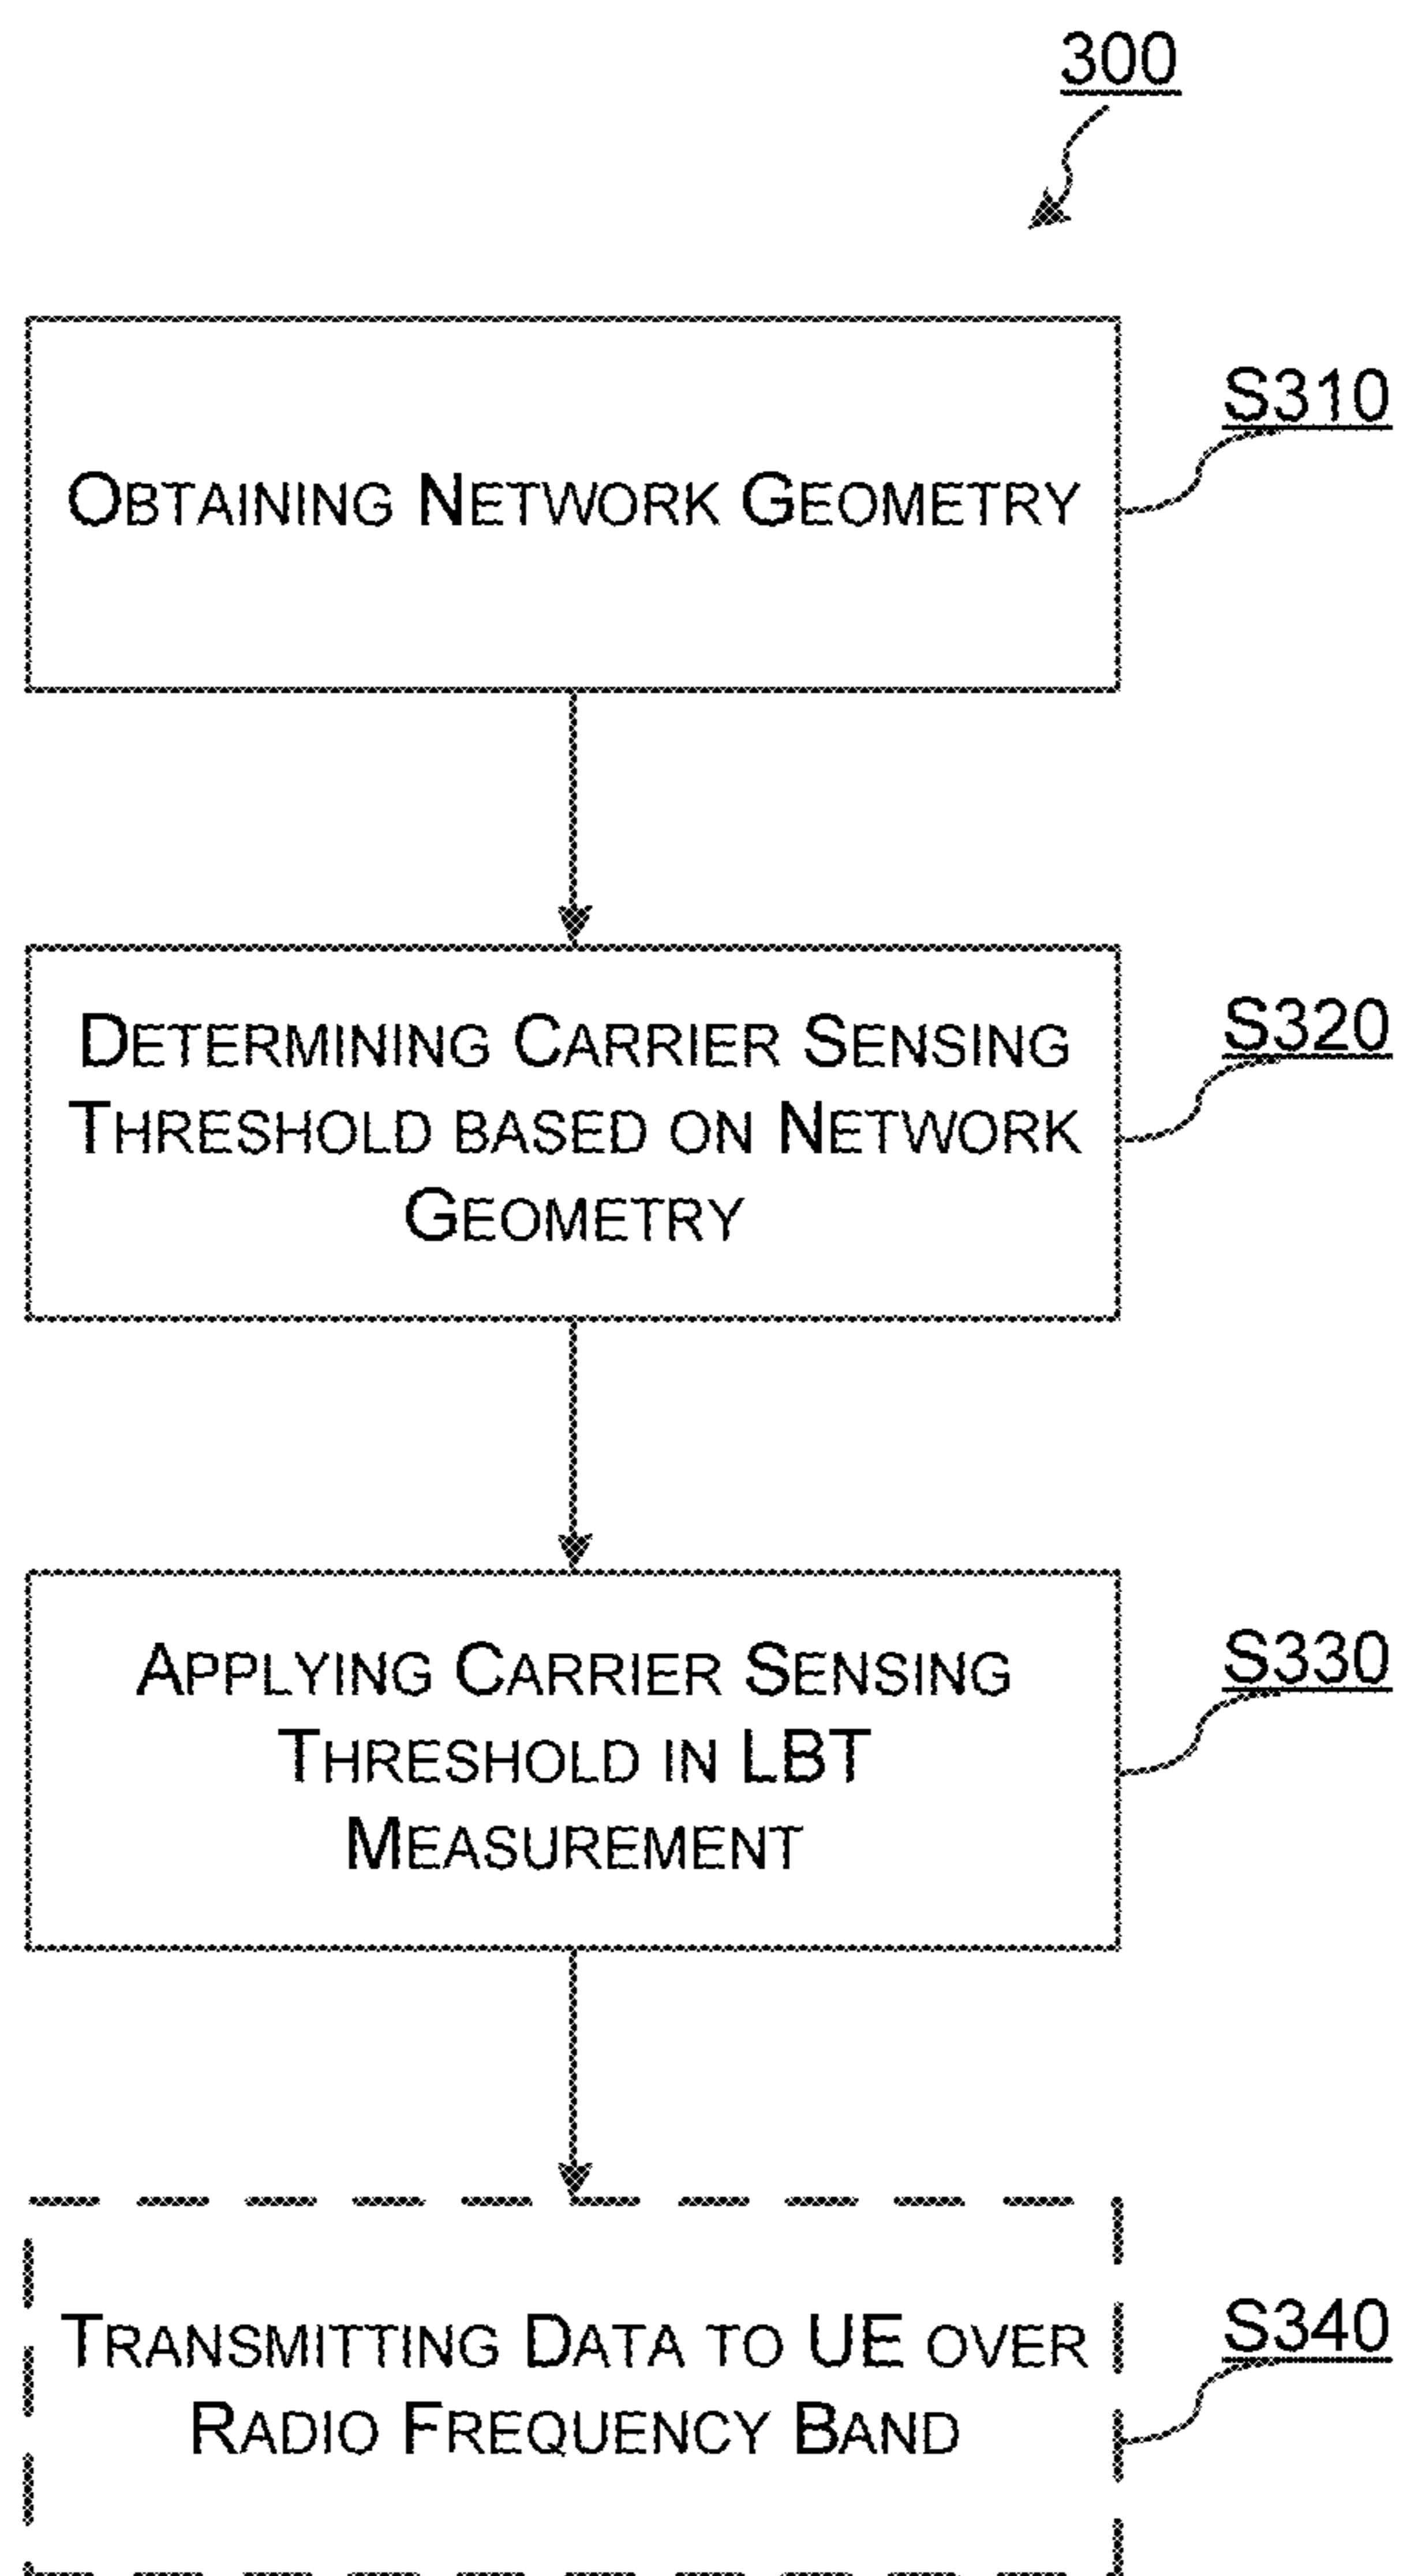 300
S310
OBTAINING NETWORK GEOMETRY
S320
DETERMINING CARRIER SENSING
THRESHOLD BASED ON NETWORK
GEOMETRY
S330
APPLYING CARRIER SENSING
THRESHOLD IN LBT
MEASUREMENT
S340
TRANSMITTING DATA TO UE OVER
RADIO FREQUENCY BAND